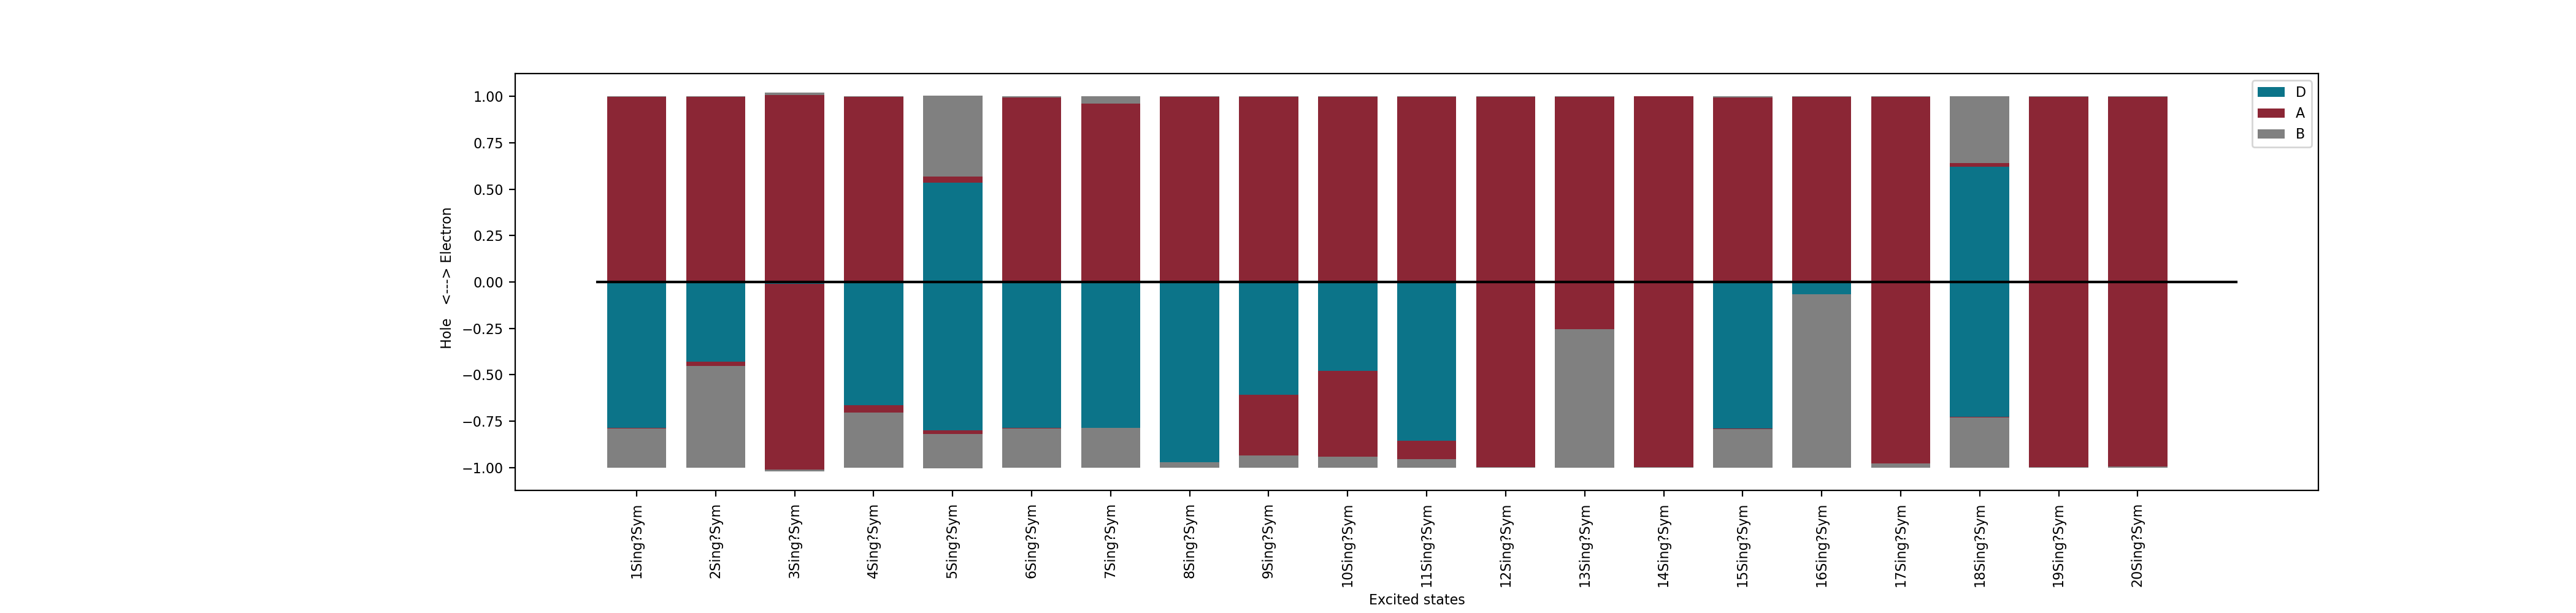 1.00
0.75
0.50
0.25
0.00
−0.25
−0.50
−0.75
−1.00
Hole <----> Electron
D
A
B
1Sing?Sym
2Sing?Sym
3Sing?Sym
4Sing?Sym
5Sing?Sym
6Sing?Sym
7Sing?Sym
8Sing?Sym
9Sing?Sym
10Sing?Sym
11Sing?Sym
12Sing?Sym
13Sing?Sym
14Sing?Sym
15Sing?Sym
16Sing?Sym
17Sing?Sym
18Sing?Sym
19Sing?Sym
20Sing?Sym
Excited states